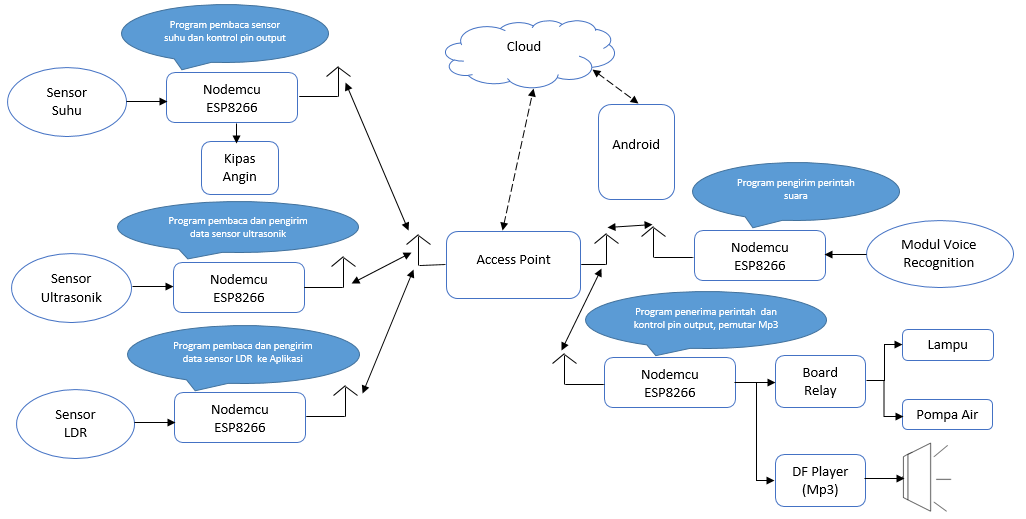 Program pembaca sensor
suhu dan kontrol pin output
Sensor
Suhu
Nodemcu
ESP8266
Kipas
Angin
Cloud
Android
Program pembaca dan pengirim
data sensor ultrasonik
Sensor
Ultrasonik
Nodemcu
ESP8266
Access Point
Program pengirim perintah
suara
Nodemcu
ESP8266
Modul Voice
Recognition
Program pembaca dan pengirim
data sensor LDR ke Aplikasi
Sensor
LDR
Nodemcu
ESP8266
Program penerima perintah dan
kontrol pin output, pemutar Mp3
Nodemcu
ESP8266
Board
Relay
Lampu
Pompa Air
DF Player
(Mp3)